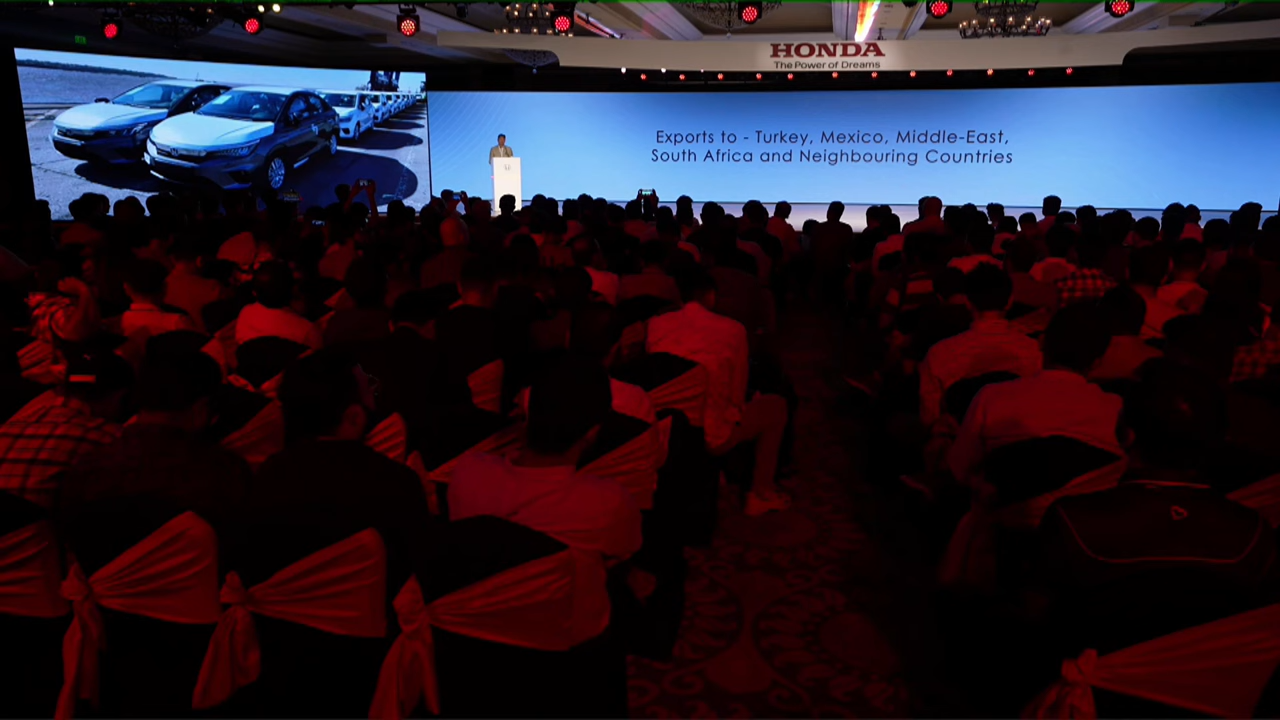 HONDA
The Power of Dreams
Exports to - Turkey, Mexico, Middle-East,
South Africa and Neighbouring Countries